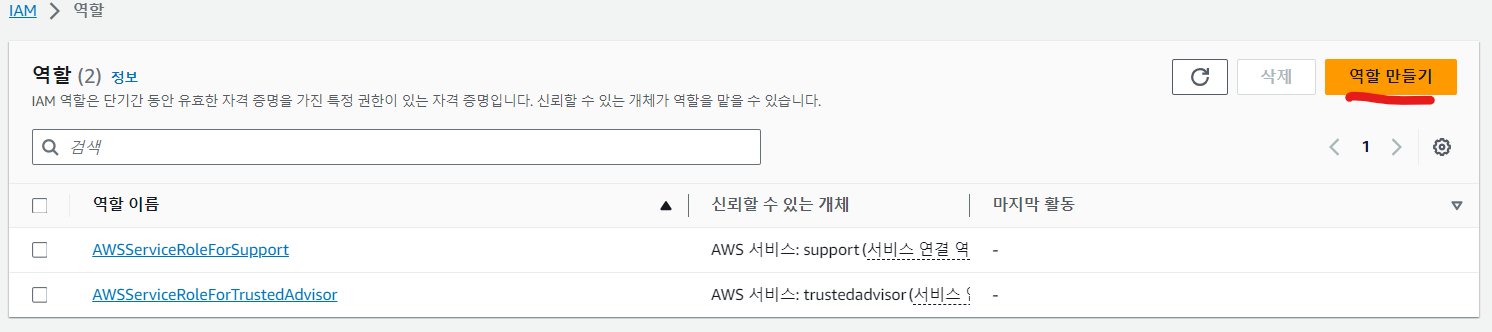 IAM > 역할
역할 (2) 정보
삭제
역할 만들기
IAM 역할은 단기간 동안 유효한 자격 증명을 가진 특정 권한이 있는 자격 증명입니다. 신뢰할 수 있는 개체가 역할을 맡을 수 있습니다.
검색
1
역할 이름 신뢰할 수 있는 개체 마지막 활동
AWSServiceRoleForSupport AWS 서비스: support (서비스 연결 역 -
AWSServiceRoleForTrustedAdvisor AWS 서비스: trustedadvisor (서비스 -